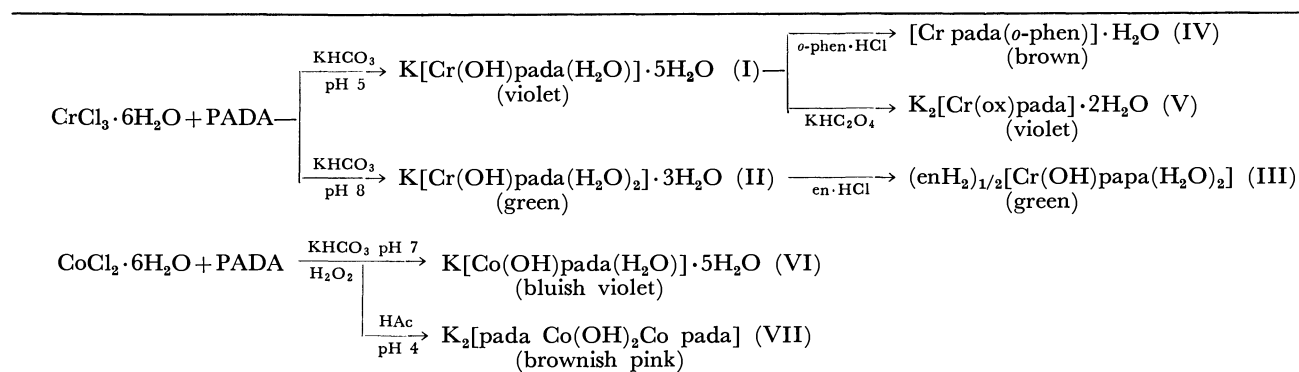 KHCO₃
pH 5
K[Cr(OH)pada(H₂O)]·5H₂O (I)
(violet)
o-phen·HCl
[Cr pada(o-phen)]·H₂O (IV)
(brown)
KHC₂O₄
K₂[Cr(ox)pada]·2H₂O (V)
(violet)
CrCl₃·6H₂O+PADA
KHCO₃
pH 8
K[Cr(OH)pada(H₂O)₂]·3H₂O (II)
(green)
en·HCl
(enH₂)₁/₂[Cr(OH)papa(H₂O)₂] (III)
(green)
CoCl₂·6H₂O+PADA
KHCO₃ pH 7
H₂O₂
K[Co(OH)pada(H₂O)]·5H₂O (VI)
(bluish violet)
HAc
pH 4
K₂[pada Co(OH)₂Co pada] (VII)
(brownish pink)